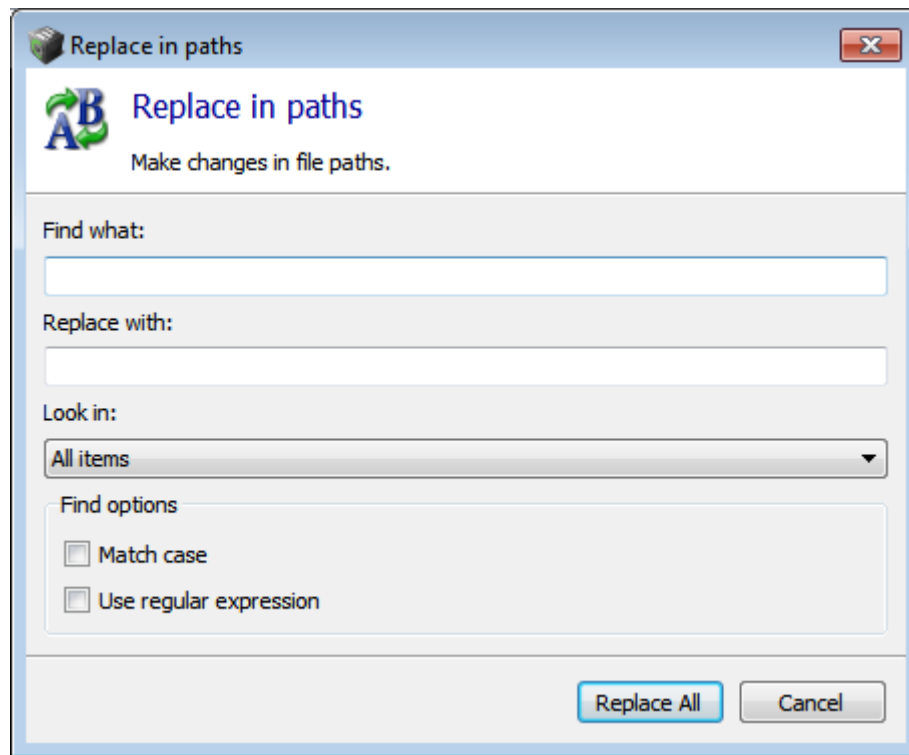 Replace in paths
Replace in paths
Make changes in file paths.
Find what:
Replace with:
Look in:
All items
Find options
Match case
Use regular expression
Replace All Cancel